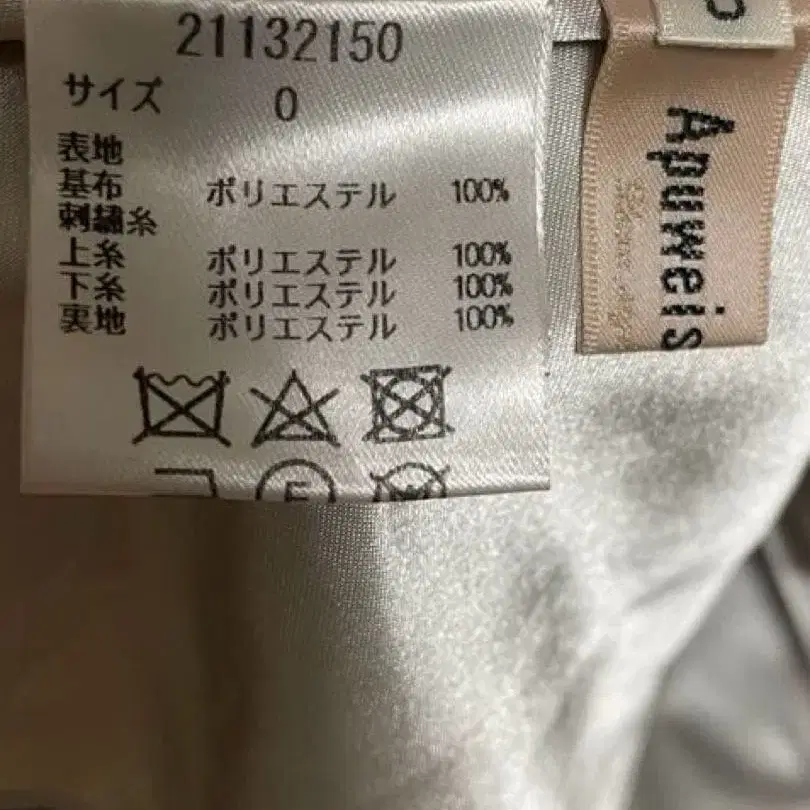 21132150
サイズ 0
表地
基布 ポリエステル 100%
刺繍糸
上糸 ポリエステル 100%
下糸 ポリエステル 100%
裏地 ポリエステル 100%
Apuweis